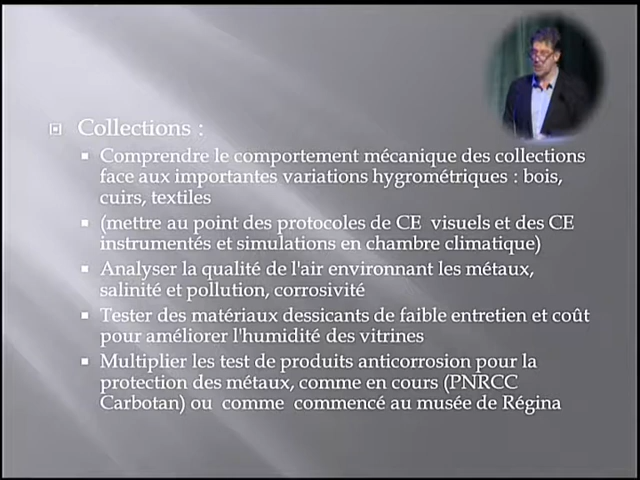 Collections :
Comprendre le comportement mécanique des collections
face aux importantes variations hygrométriques : bois,
cuirs, textiles
(mettre au point des protocoles de CE visuels et des CE
instrumentés et simulations en chambre climatique)
Analyser la qualité de l'air environnant les métaux,
salinité et pollution, corrosivité
Tester des matériaux dessicants de faible entretien et coût
pour améliorer l'humidité des vitrines
Multiplier les test de produits anticorrosion pour la
protection des métaux, comme en cours (PNRCC
Carbotan) ou comme commencé au musée de Régina